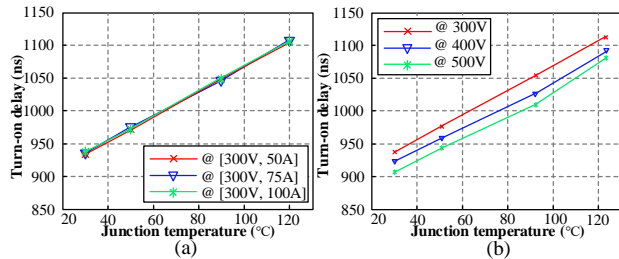 Turn-on delay (ns)
1100
1050
1000
950
900
850
20 40 60 80 100 120
Junction temperature (°C)
@ [300V, 50A]
@ [300V, 75A]
@ [300V, 100A]
(a)
Turn-on delay (ns)
1150
1100
1050
1000
950
900
850
20 40 60 80 100 120
Junction temperature (°C)
@ 300V
@ 400V
@ 500V
(b)